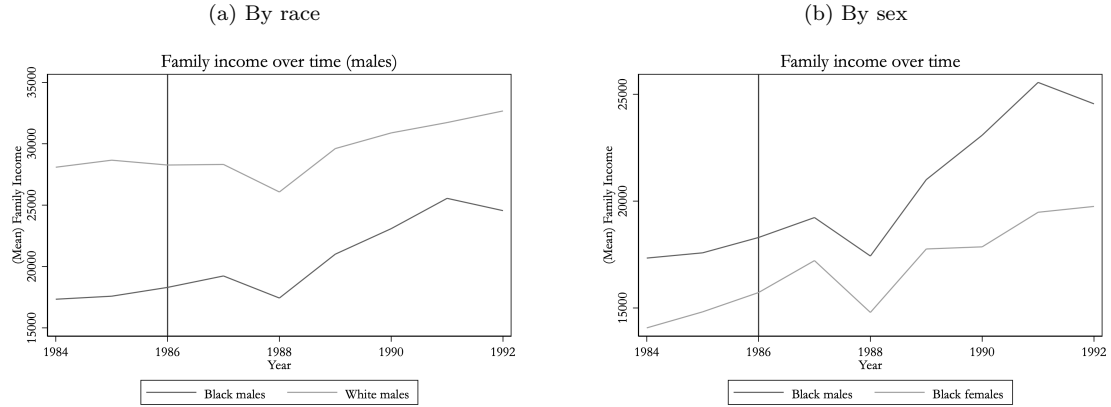 (a) By race
Family income over time (males)
(Mean) Family Income
35000
30000
25000
20000
15000
1984
1986
1988
1990
1992
Year
Black males
White males
(b) By sex
Family income over time
(Mean) Family Income
25000
20000
15000
1984
1986
1988
1990
1992
Year
Black males
Black females